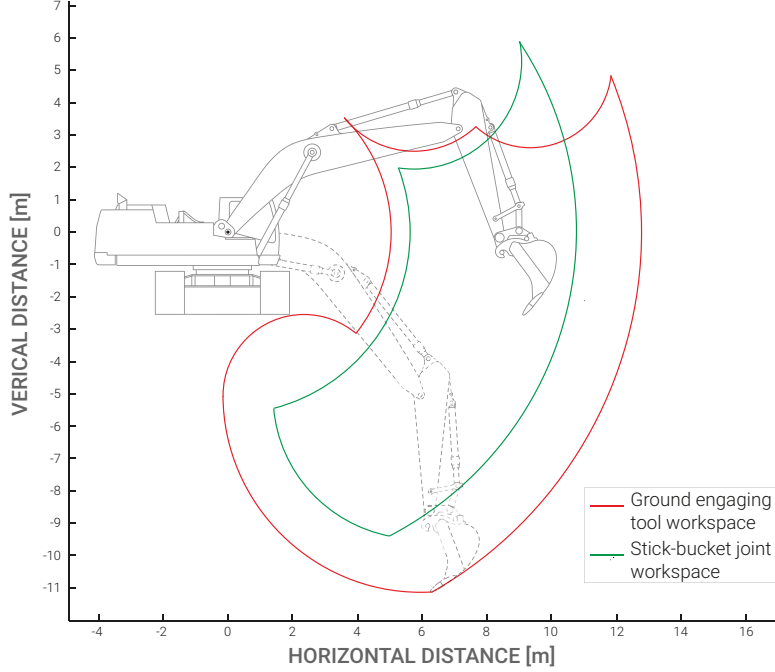 7
6
5
4
3
2
1
0
-1
-2
-3
-4
-5
-6
-7
-8
-9
-10
-11
VERICAL DISTANCE [m]
Ground engaging
tool workspace
Stick-bucket joint
workspace
-4 -2 0 2 4 6 8 10 12 14 16
HORIZONTAL DISTANCE [m]